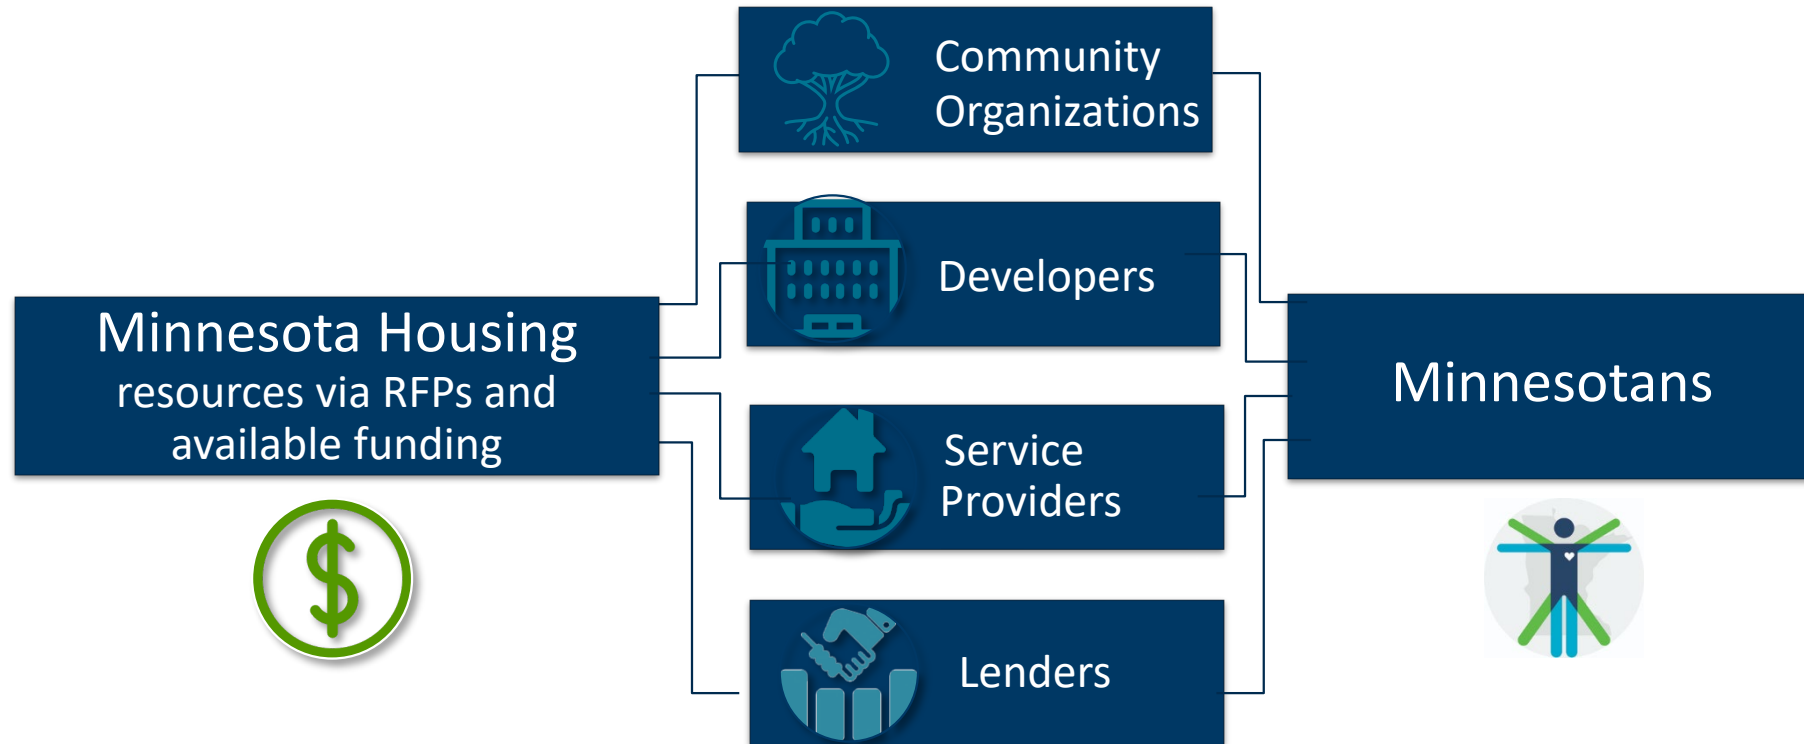 Community
Organizations
Developers
Minnesota Housing
resources via RFPs and
available funding
Minnesotans
Service
Providers
Lenders